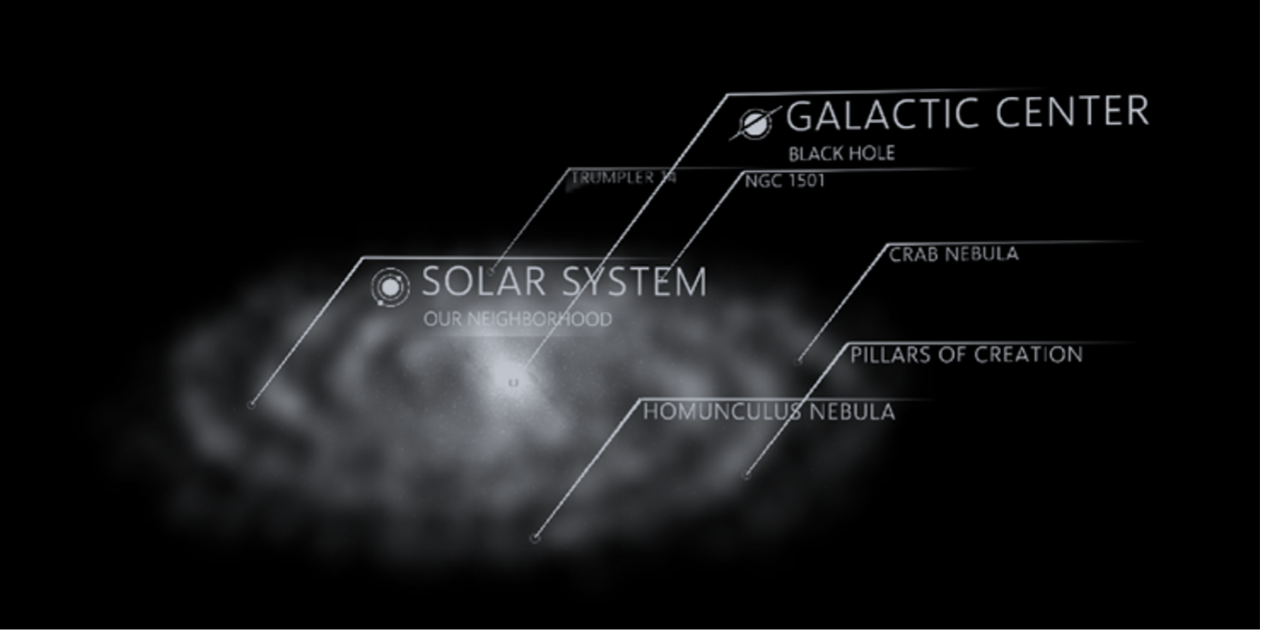 GALACTIC CENTER
BLACK HOLE
TRUMPLER 14
NGC 1501
CRAB NEBULA
SOLAR SYSTEM
OUR NEIGHBORHOOD
PILLARS OF CREATION
HOMUNCULUS NEBULA